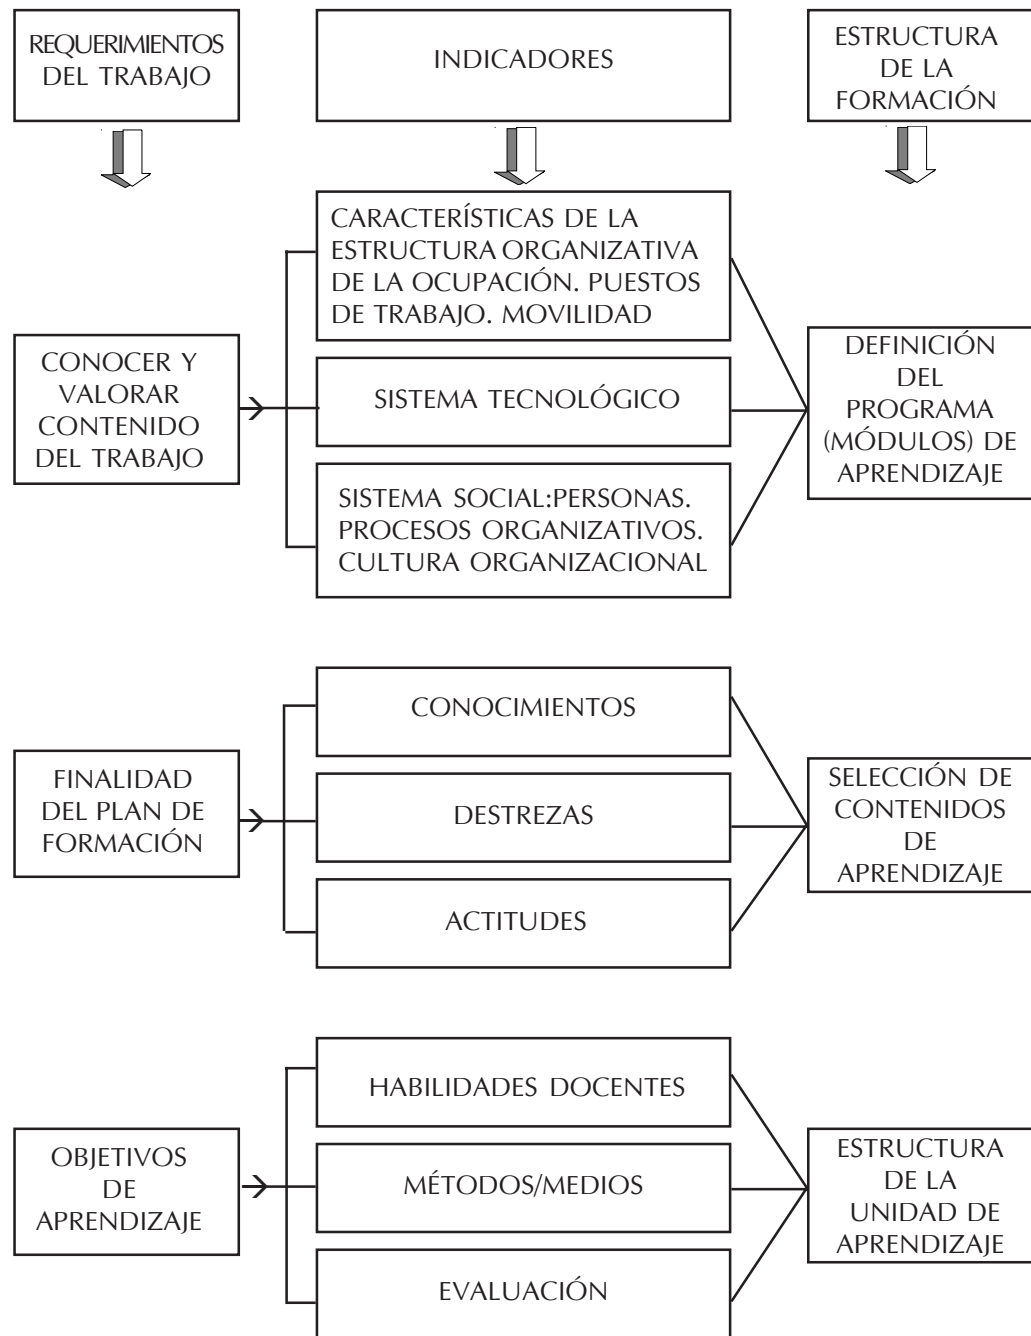 REQUERIMIENTOS
DEL TRABAJO
INDICADORES
ESTRUCTURA
DE LA
FORMACIÓN
CONOCER Y
VALORAR
CONTENIDO
DEL TRABAJO
CARACTERÍSTICAS DE LA
ESTRUCTURA ORGANIZATIVA
DE LA OCUPACIÓN. PUESTOS
DE TRABAJO. MOVILIDAD
SISTEMA TECNOLÓGICO
SISTEMA SOCIAL:PERSONAS.
PROCESOS ORGANIZATIVOS.
CULTURA ORGANIZACIONAL
DEFINICIÓN
DEL
PROGRAMA
(MÓDULOS) DE
APRENDIZAJE
FINALIDAD
DEL PLAN DE
FORMACIÓN
CONOCIMIENTOS
DESTREZAS
ACTITUDES
SELECCIÓN DE
CONTENIDOS
DE
APRENDIZAJE
OBJETIVOS
DE
APRENDIZAJE
HABILIDADES DOCENTES
MÉTODOS/MEDIOS
EVALUACIÓN
ESTRUCTURA
DE LA
UNIDAD DE
APRENDIZAJE